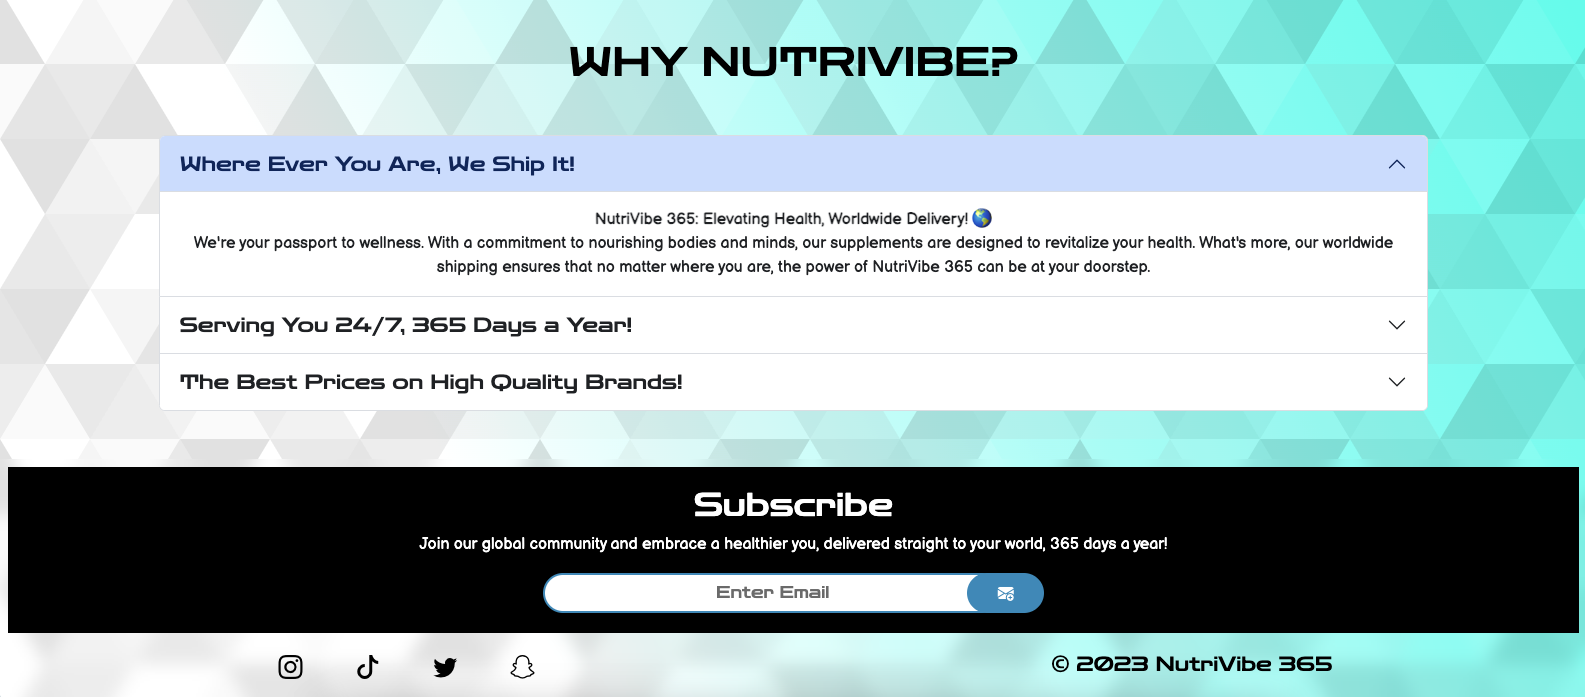 WHY NUTRIVIBE?
Where Ever You Are, We Ship It!
NutriVibe 365: Elevating Health, Worldwide Delivery! 🌎
We're your passport to wellness. With a commitment to nourishing bodies and minds, our supplements are designed to revitalize your health. What's more, our worldwide
shipping ensures that no matter where you are, the power of NutriVibe 365 can be at your doorstep.
Serving You 24/7, 365 Days a Year!
The Best Prices on High Quality Brands!
Subscribe
Join our global community and embrace a healthier you, delivered straight to your world, 365 days a year!
Enter Email
© 2023 NutriVibe 365